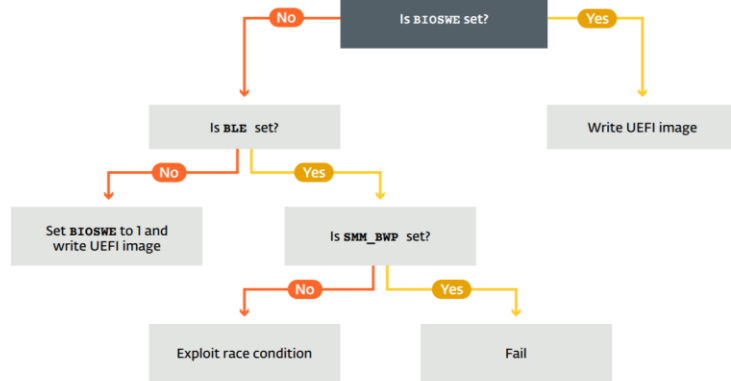 No
Is BIOSWE set?
Yes
Is BLE set?
Write UEFI image
No
Yes
Set BIOSWE to 1 and
write UEFI image
Is SMM_BWP set?
No
Yes
Exploit race condition
Fail